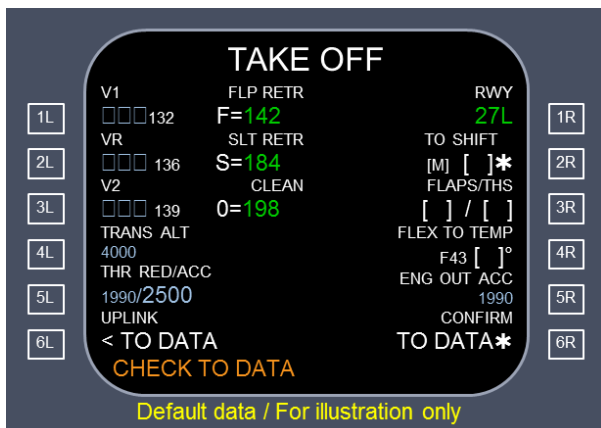 TAKE OFF
V1 FLP RETR RWY
1L □□□132 F=142 27L 1R
VR SLT RETR TO SHIFT
2L □□□ 136 S=184 [M] [ ]* 2R
V2 CLEAN FLAPS/THS
3L □□□ 139 0=198 [ ] / [ ] 3R
TRANS ALT FLEX TO TEMP
4L 4000 F43 [ ]° 4R
THR RED/ACC ENG OUT ACC
5L 1990/2500 1990 5R
UPLINK CONFIRM
6L < TO DATA TO DATA* 6R
CHECK TO DATA
Default data / For illustration only